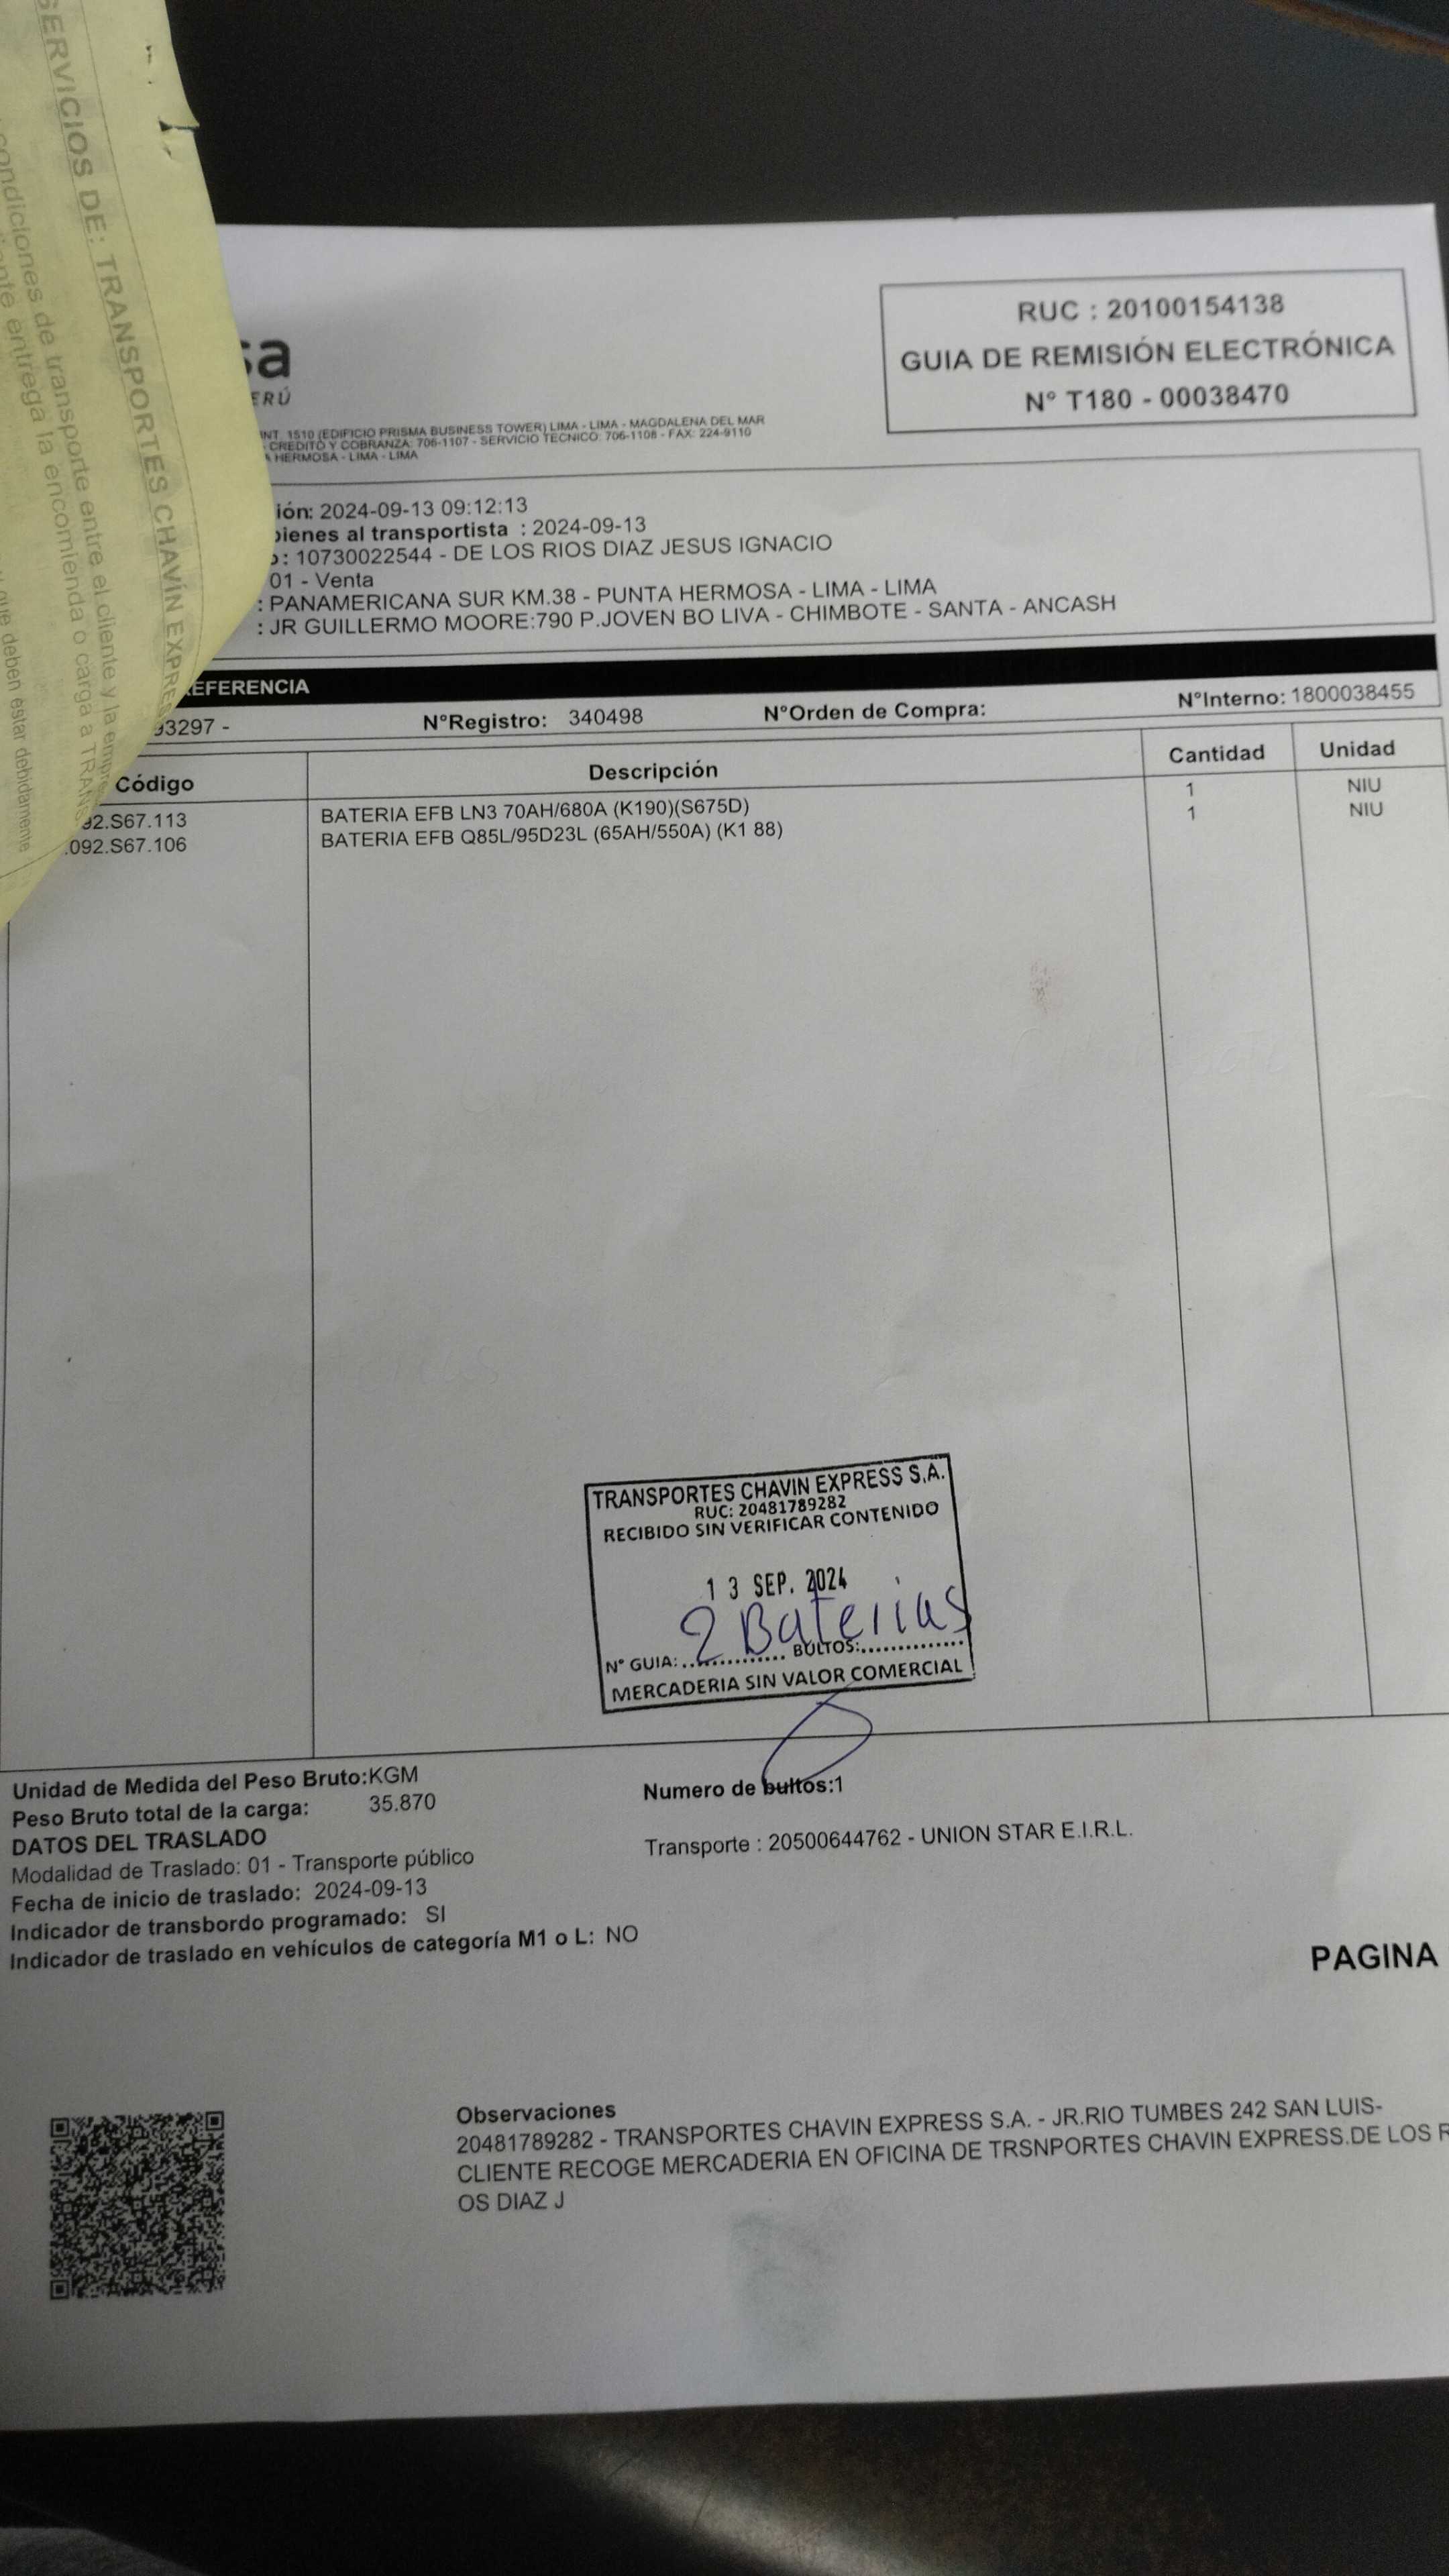 SERVICIOS DE: TRANSPORTES CHAVÍN EXPRES
condiciones de transporte entre el cliente y la empre
entrega la encomienda o carga a TRANS
que deben estar debidamente
sa
ERÚ
INT. 1510 (EDIFICIO PRISMA BUSINESS TOWER) LIMA - LIMA - MAGDALENA DEL MAR
- CREDITO Y COBRANZA: 706-1107 - SERVICIO TECNICO: 706-1108 - FAX: 224-9110
A HERMOSA - LIMA - LIMA
RUC : 20100154138
GUIA DE REMISIÓN ELECTRÓNICA
N° T180 - 00038470
ión: 2024-09-13 09:12:13
bienes al transportista : 2024-09-13
: 10730022544 - DE LOS RIOS DIAZ JESUS IGNACIO
01 - Venta
: PANAMERICANA SUR KM.38 - PUNTA HERMOSA - LIMA - LIMA
: JR GUILLERMO MOORE:790 P.JOVEN BO LIVA - CHIMBOTE - SANTA - ANCASH
EFERENCIA
93297 - N°Registro: 340498 N°Orden de Compra: N°Interno: 1800038455
Código Descripción Cantidad Unidad
92.S67.113 BATERIA EFB LN3 70AH/680A (K190)(S675D) 1 NIU
.092.S67.106 BATERIA EFB Q85L/95D23L (65AH/550A) (K1 88) 1 NIU
TRANSPORTES CHAVIN EXPRESS S.A.
RUC: 20481789282
RECIBIDO SIN VERIFICAR CONTENIDO
13 SEP. 2024
2 Baterias
N° GUIA:.............. BULTOS:..............
MERCADERIA SIN VALOR COMERCIAL
Unidad de Medida del Peso Bruto:KGM
Peso Bruto total de la carga: 35.870
Numero de bultos:1
DATOS DEL TRASLADO
Transporte : 20500644762 - UNION STAR E.I.R.L.
Modalidad de Traslado: 01 - Transporte público
Fecha de inicio de traslado: 2024-09-13
Indicador de transbordo programado: SI
Indicador de traslado en vehículos de categoría M1 o L: NO
PAGINA
Observaciones
20481789282 - TRANSPORTES CHAVIN EXPRESS S.A. - JR.RIO TUMBES 242 SAN LUIS-
CLIENTE RECOGE MERCADERIA EN OFICINA DE TRSNPORTES CHAVIN EXPRESS.DE LOS R
OS DIAZ J